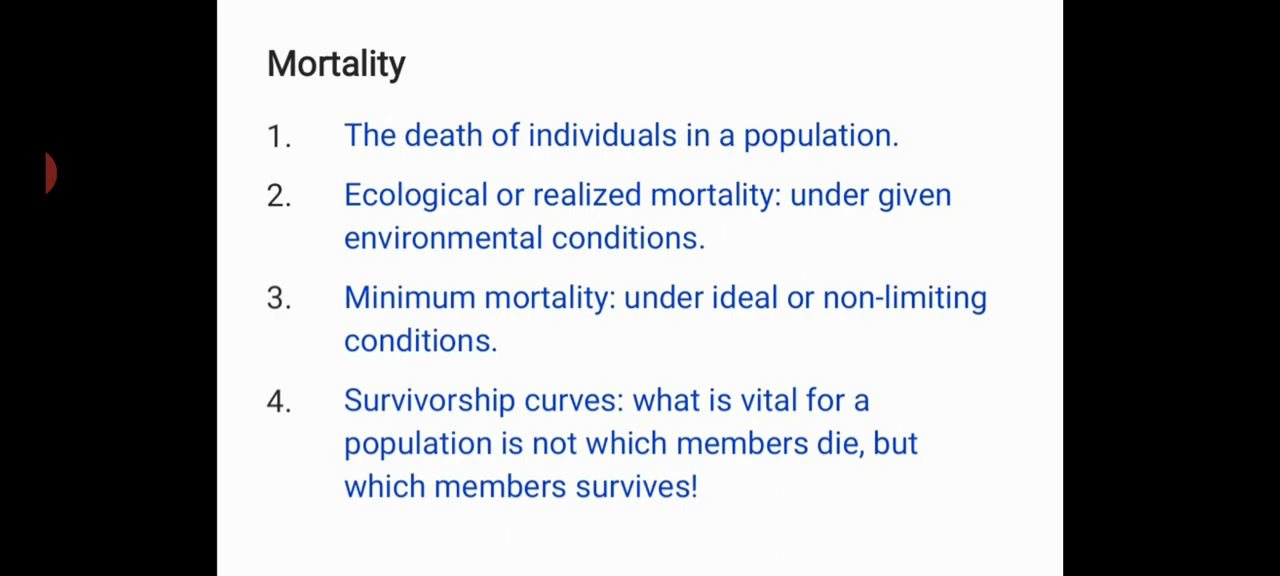 Mortality
1. The death of individuals in a population.
2. Ecological or realized mortality: under given
environmental conditions.
3. Minimum mortality: under ideal or non-limiting
conditions.
4. Survivorship curves: what is vital for a
population is not which members die, but
which members survives!